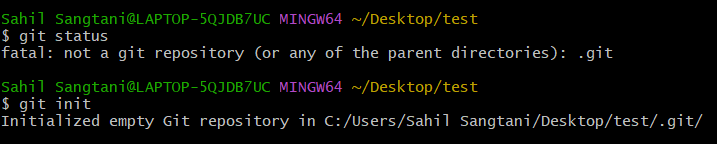 Sahil Sangtani@LAPTOP-5QJDB7UC MINGW64 ~/Desktop/test
$ git status
fatal: not a git repository (or any of the parent directories): .git
Sahil Sangtani@LAPTOP-5QJDB7UC MINGW64 ~/Desktop/test
$ git init
Initialized empty Git repository in C:/Users/Sahil Sangtani/Desktop/test/.git/